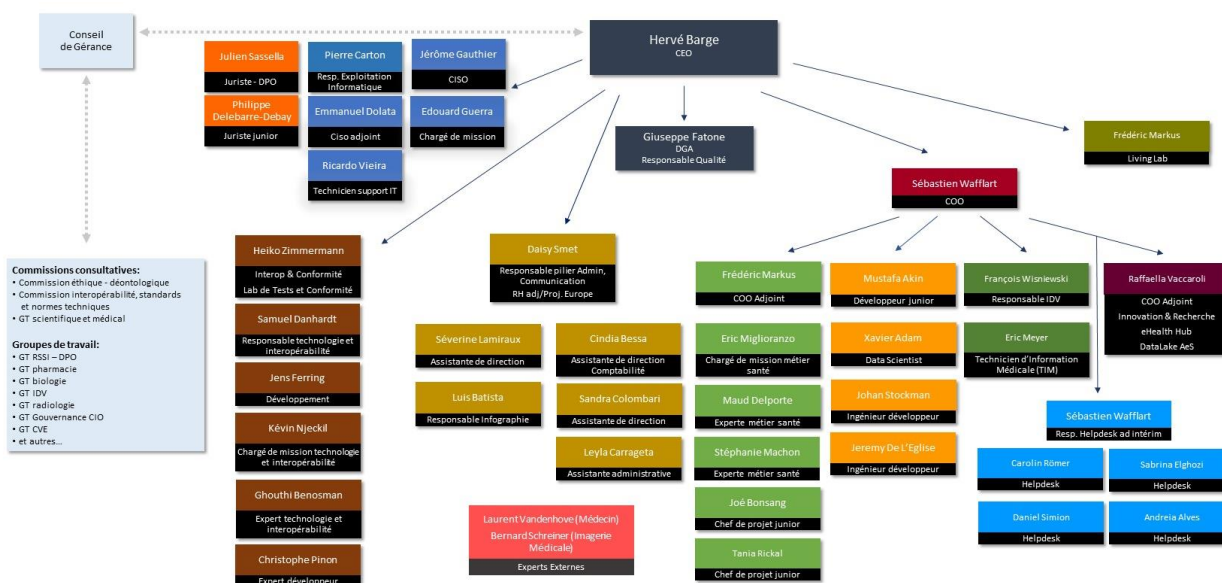 Conseil
de Gérance
Hervé Barge
CEO
Julien Sassella
Juriste - DPO
Pierre Carton
Resp. Exploitation
Informatique
Jérôme Gauthier
CISO
Philippe
Delebarre-Debay
Juriste junior
Emmanuel Dolata
Ciso adjoint
Edouard Guerra
Chargé de mission
Ricardo Vieira
Technicien support IT
Giuseppe Fatone
DGA
Responsable Qualité
Frédéric Markus
Living Lab
Sébastien Wafflart
COO
Commissions consultatives:
• Commission éthique - déontologique
• Commission interopérabilité, standards
et normes techniques
• GT scientifique et médical
Groupes de travail:
• GT RSSI – DPO
• GT pharmacie
• GT biologie
• GT IDV
• GT radiologie
• GT Gouvernance CIO
• GT CVE
• et autres...
Heiko Zimmermann
Interop & Conformité
Lab de Tests et Conformité
Samuel Danhardt
Responsable technologie et
interopérabilité
Jens Ferring
Développement
Kévin Njeckil
Chargé de mission technologie
et interopérabilité
Ghouthi Benosman
Expert technologie et
interopérabilité
Christophe Pinon
Expert développeur
Daisy Smet
Responsable pilier Admin,
Communication
RH adj/Proj. Europe
Séverine Lamiraux
Assistante de direction
Cindia Bessa
Assistante de direction
Comptabilité
Luis Batista
Responsable Infographie
Sandra Colombari
Assistante de direction
Leyla Carrageta
Assistante administrative
Laurent Vandenhove (Médecin)
Bernard Schreiner (Imagerie
Médicale)
Experts Externes
Frédéric Markus
COO Adjoint
Eric Miglioranzo
Chargé de mission métier
santé
Maud Delporte
Experte métier santé
Stéphanie Machon
Experte métier santé
Joé Bonsang
Chef de projet junior
Tania Rickal
Chef de projet junior
Mustafa Akin
Développeur junior
Xavier Adam
Data Scientist
Johan Stockman
Ingénieur développeur
Jeremy De L'Eglise
Ingénieur développeur
François Wisniewski
Responsable IDV
Eric Meyer
Technicien d'Information
Médicale (TIM)
Raffaella Vaccaroli
COO Adjoint
Innovation & Recherche
eHealth Hub
DataLake AeS
Sébastien Wafflart
Resp. Helpdesk ad intérim
Carolin Römer
Helpdesk
Sabrina Elghozi
Helpdesk
Daniel Simion
Helpdesk
Andreia Alves
Helpdesk